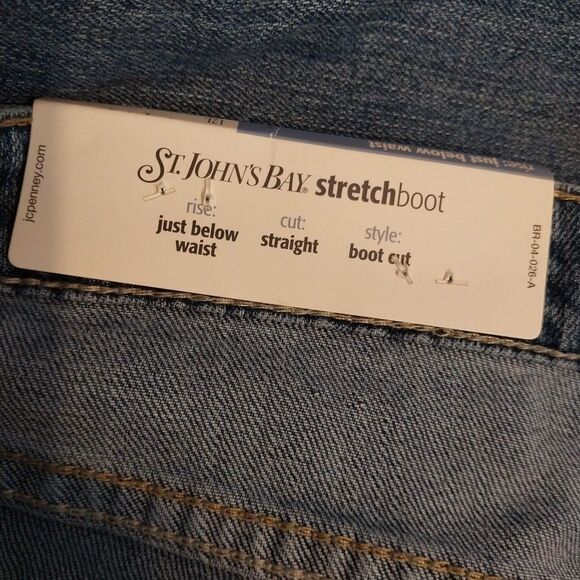 rise: just below
waist
St. John's Bay® stretchboot
rise:
just below
waist
cut:
straight
style:
boot cut
jcpenney.com
BR-04-026-A